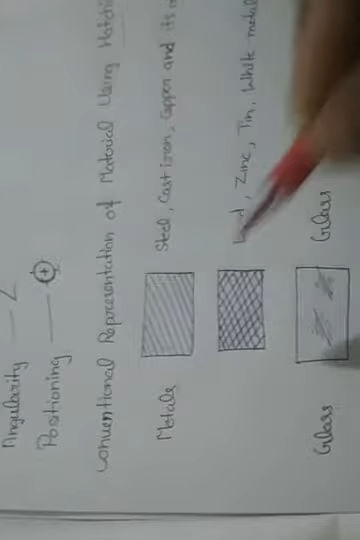 Angularity — ∠
Positioning — ⌖
Conventional Representation of Material Using Hatchi
Metals Steel, Cast iron, Copper and its
Zinc, Tin, White metal
Glass Glass